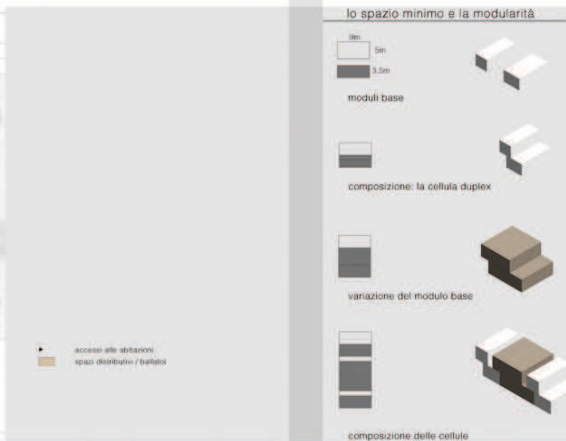 lo spazio minimo e la modularità
9m
5m
3.5m
moduli base
composizione: la cellula duplex
variazione del modulo base
accessi alle abitazioni
spazi distributivi / ballatoi
composizione delle cellule